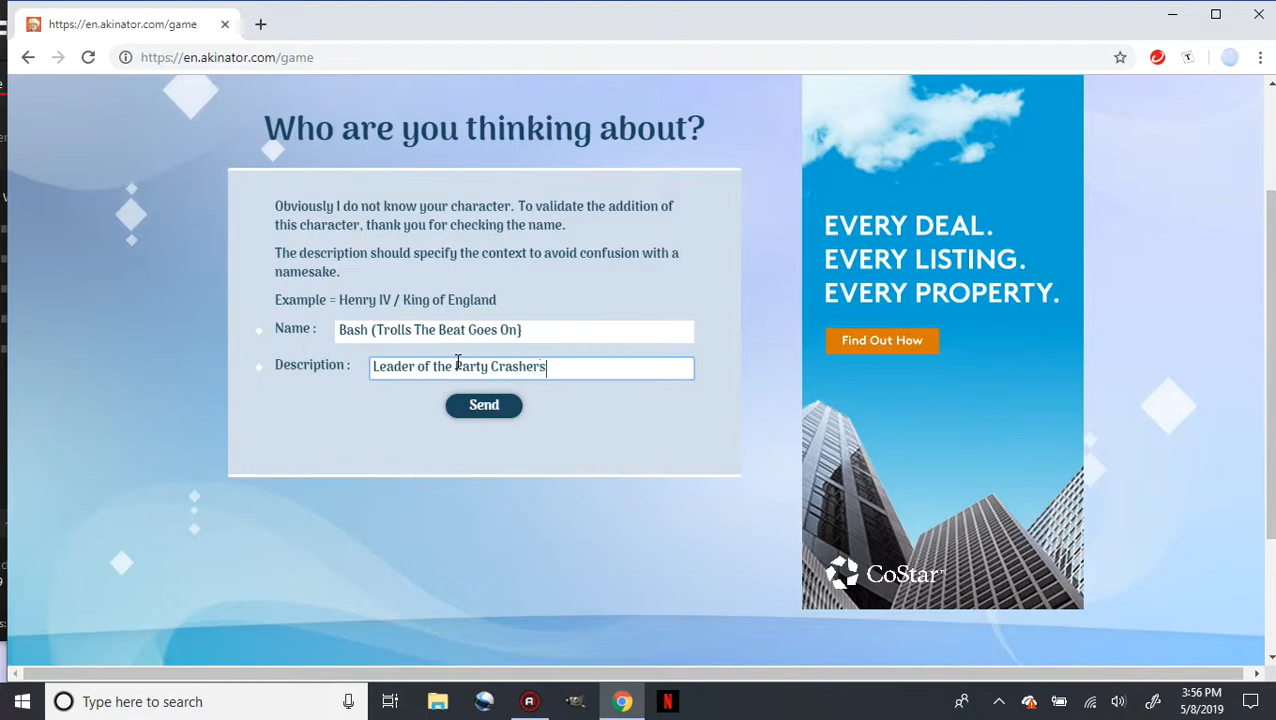 https://en.akinator.com/game
https://en.akinator.com/game
Who are you thinking about?
Obviously I do not know your character. To validate the addition of
this character, thank you for checking the name.
The description should specify the context to avoid confusion with a
namesake.
Example = Henry IV / King of England
Name : Bash (Trolls The Beat Goes On}
Description : Leader of the Party Crashers
Send
EVERY DEAL.
EVERY LISTING.
EVERY PROPERTY.
Find Out How
CoStar™
Type here to search
3:56 PM
5/8/2019